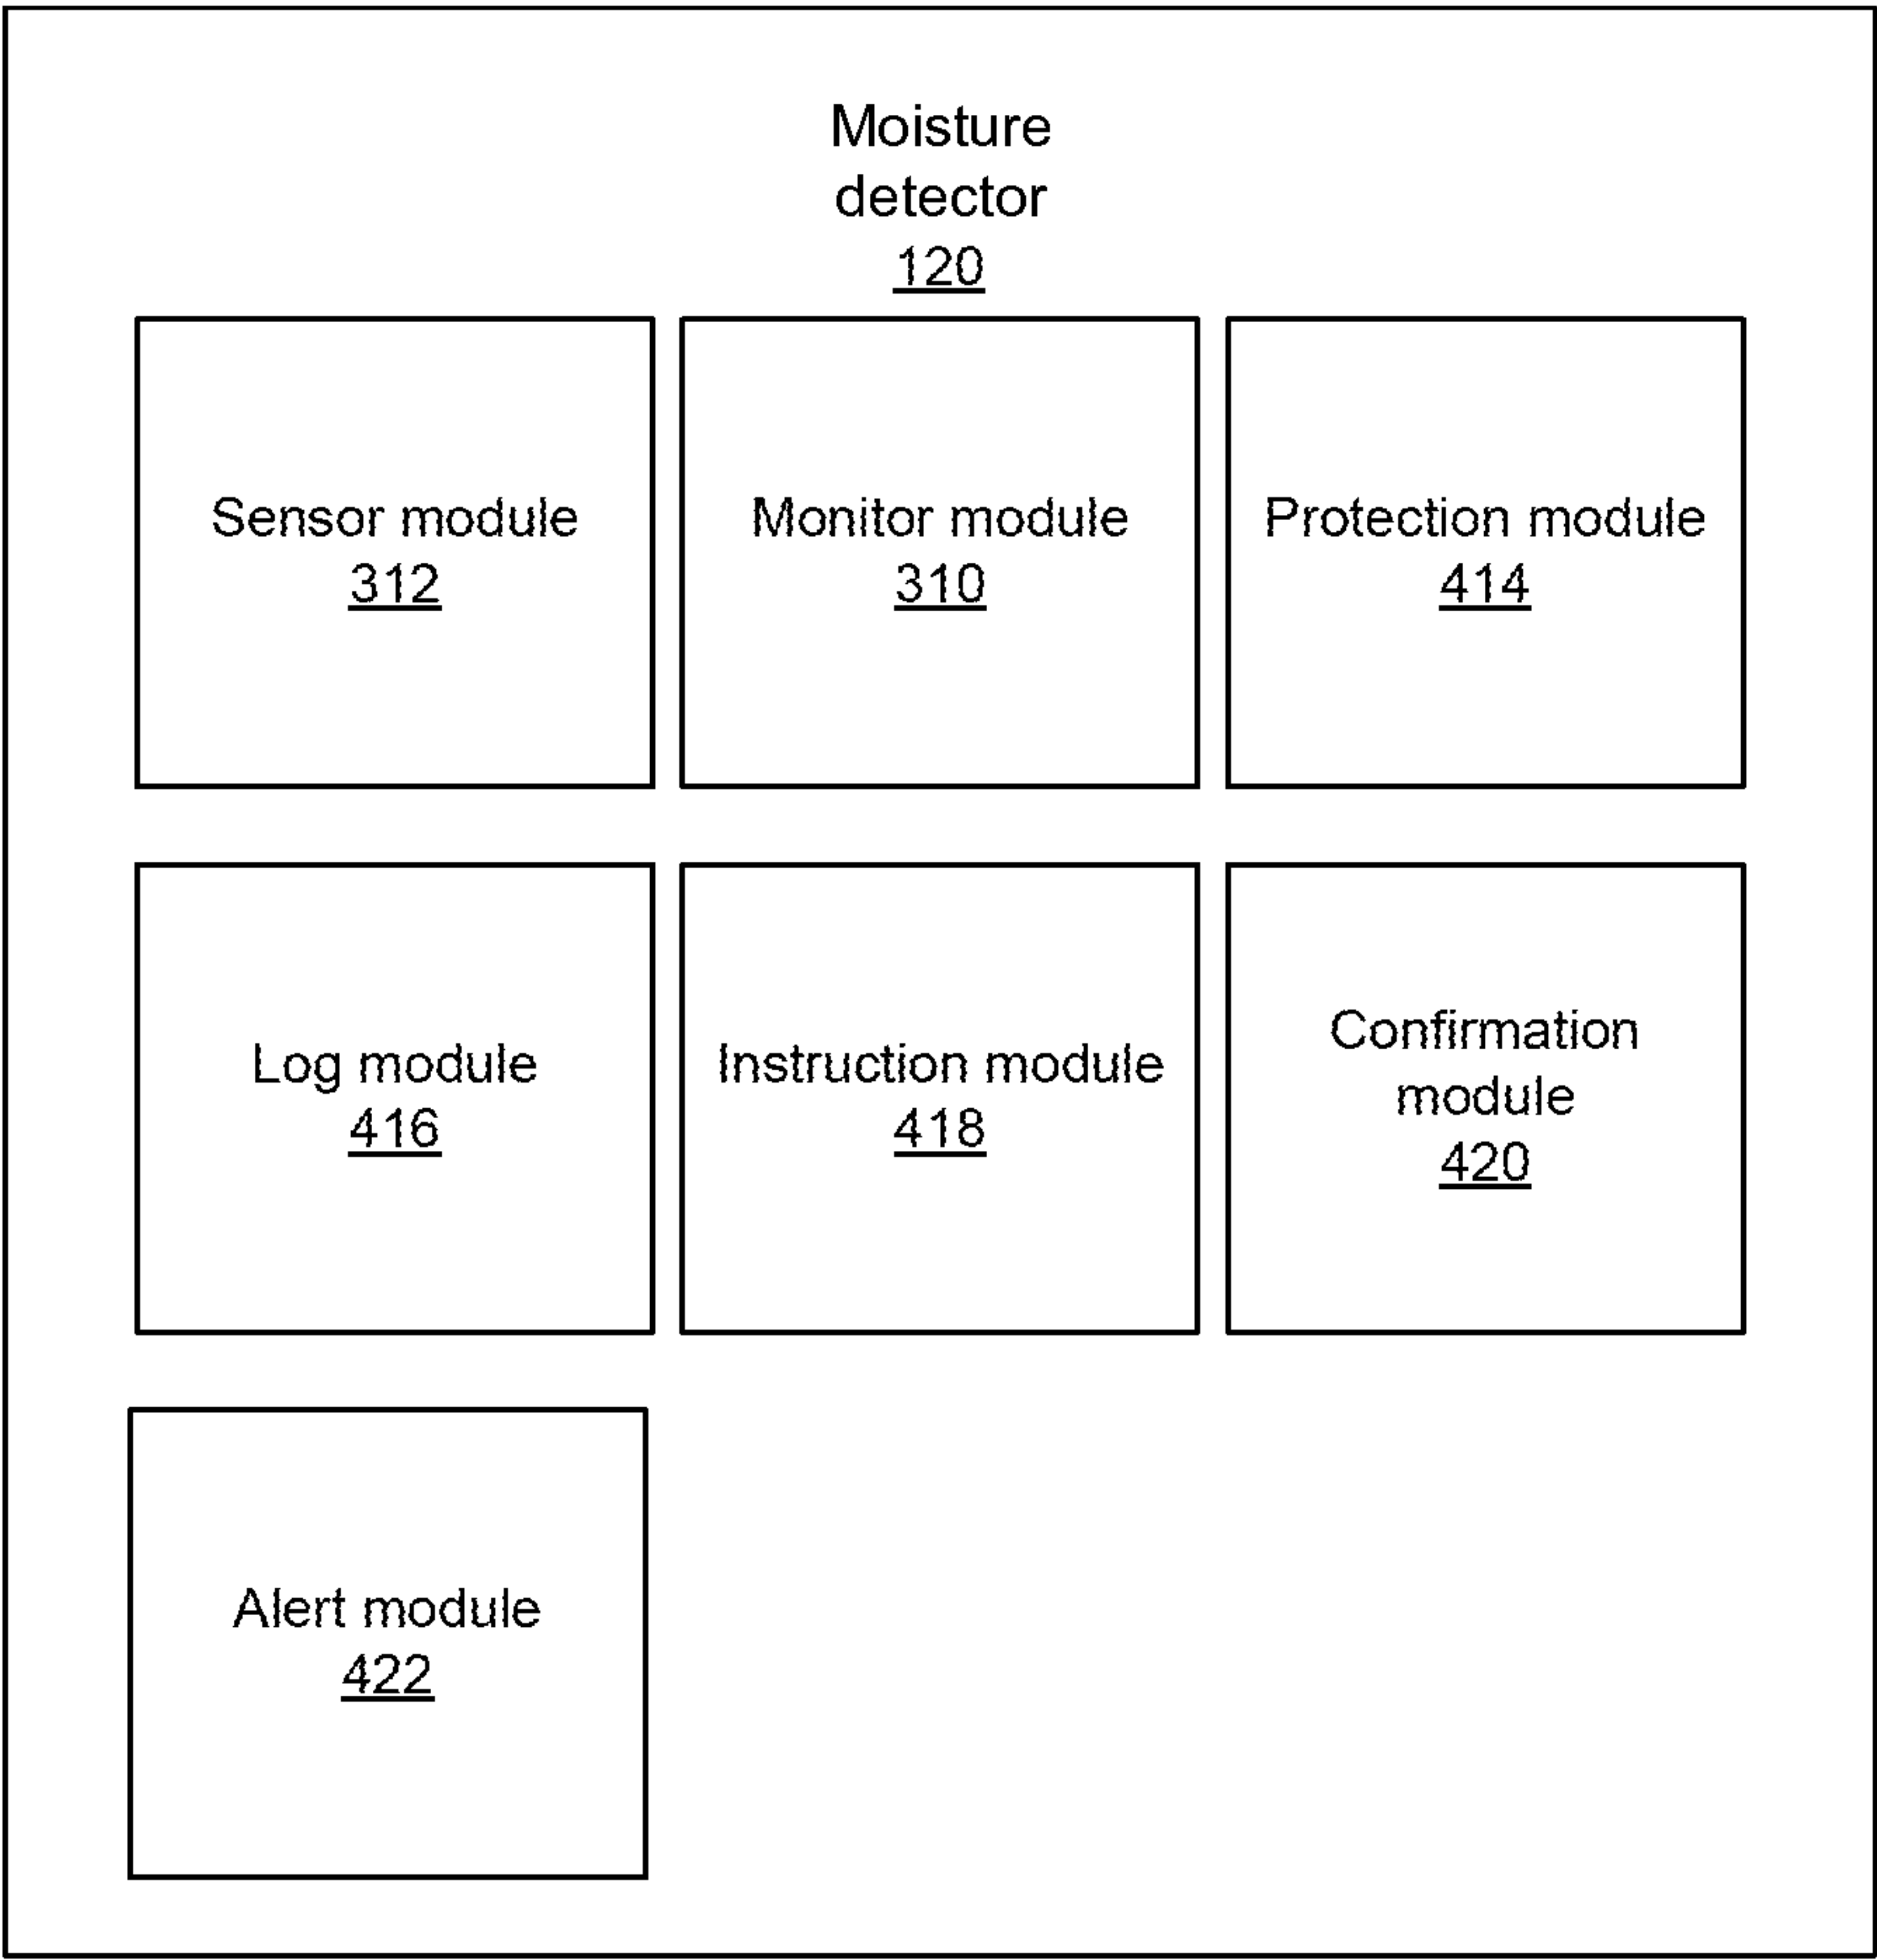 Moisture
detector
120
Sensor module
312
Monitor module
310
Protection module
414
Log module
416
Instruction module
418
Confirmation
module
420
Alert module
422